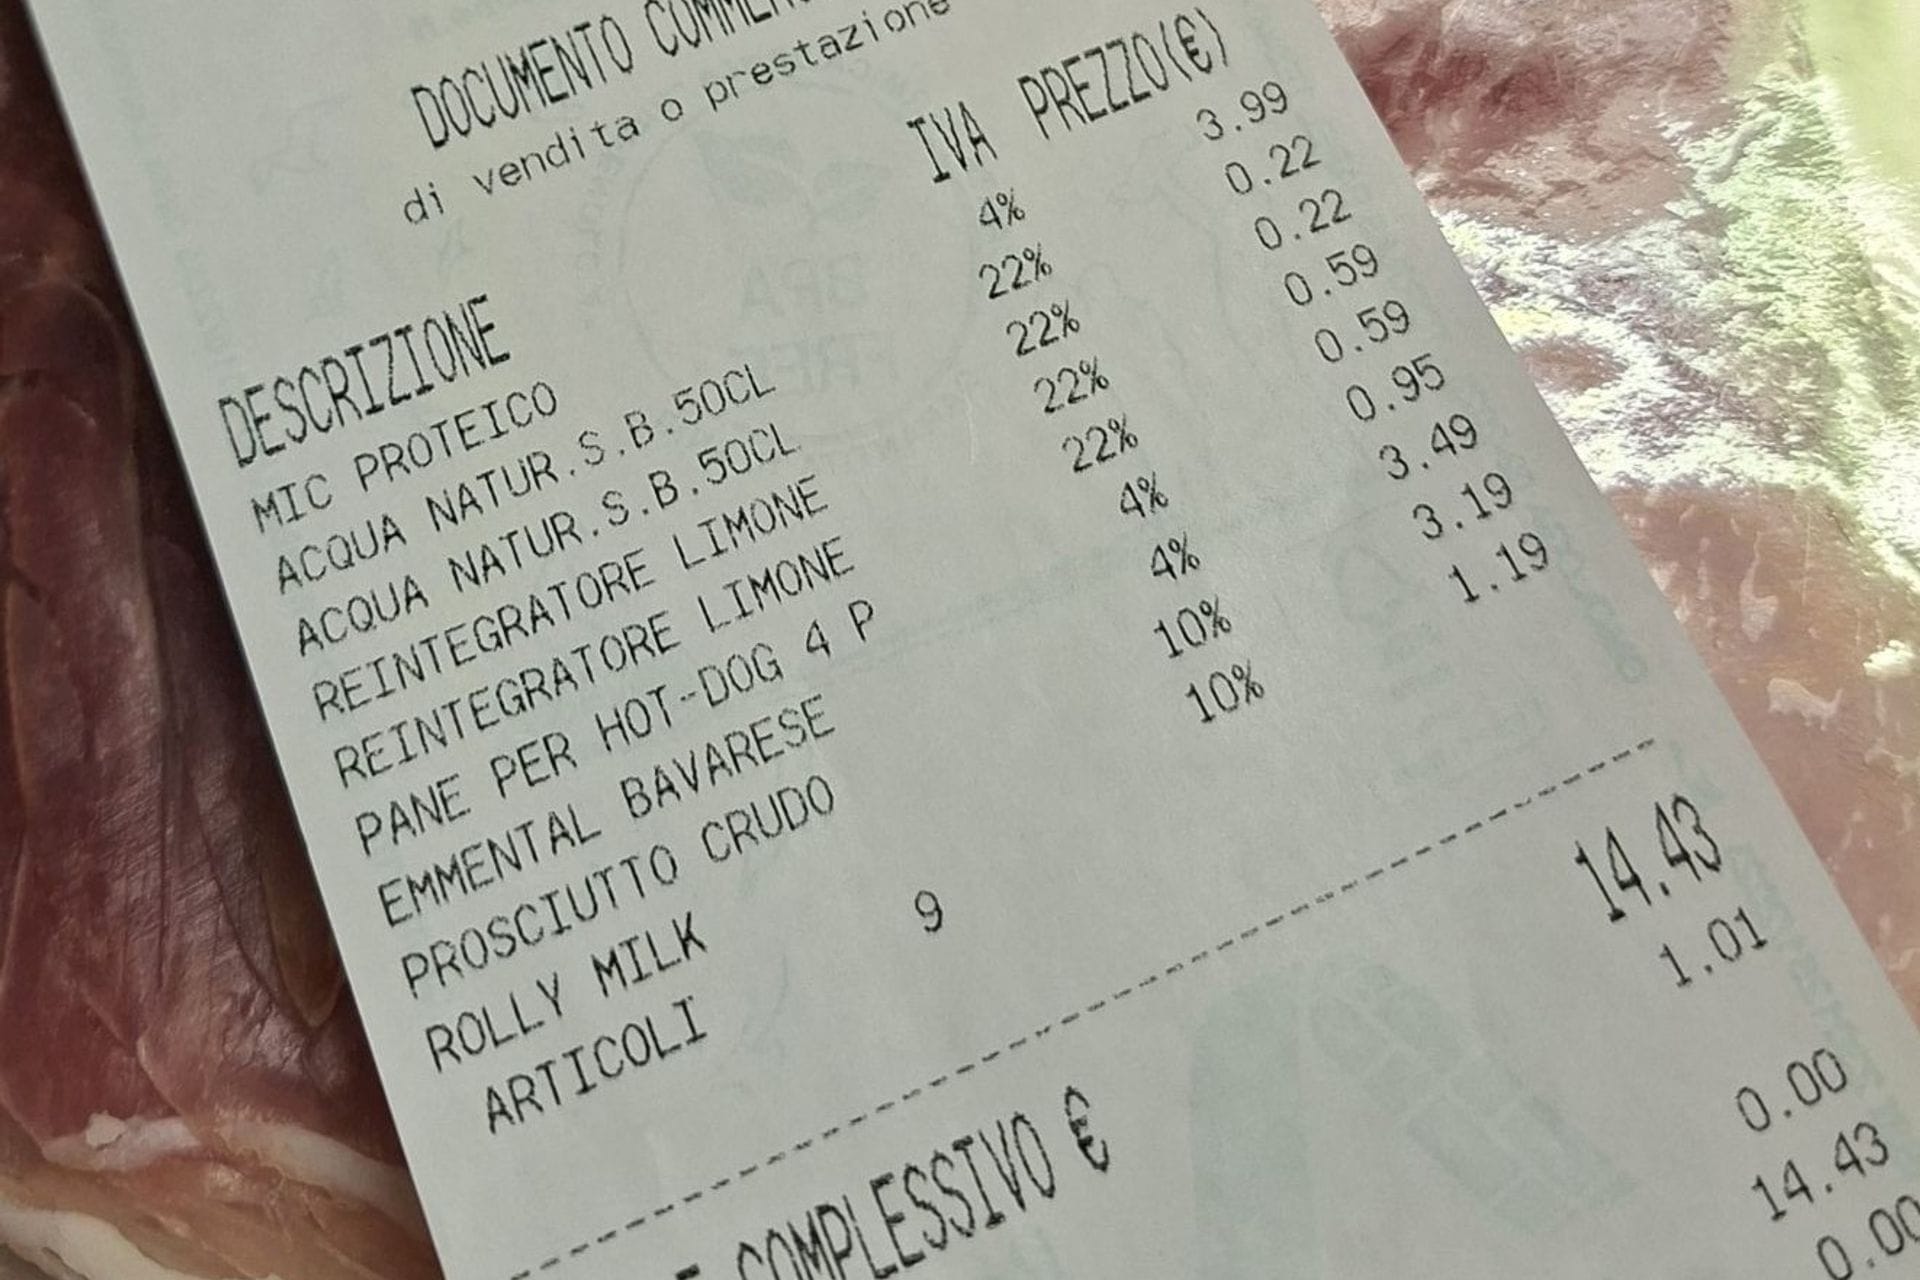 DOCUMENTO
di vendita o prestazione
DESCRIZIONE IVA PREZZO(€)
MIC PROTEICO 4% 3.99
ACQUA NATUR.S.B.50CL 22% 0.22
ACQUA NATUR.S.B.50CL 22% 0.22
REINTEGRATORE LIMONE 22% 0.59
REINTEGRATORE LIMONE 22% 0.59
PANE PER HOT-DOG 4 P 4% 0.95
EMMENTAL BAVARESE 4% 3.49
PROSCIUTTO CRUDO 10% 3.19
ROLLY MILK 10% 1.19
ARTICOLI 9
COMPLESSIVO € 14.43
1.01
0.00
14.43
0.00